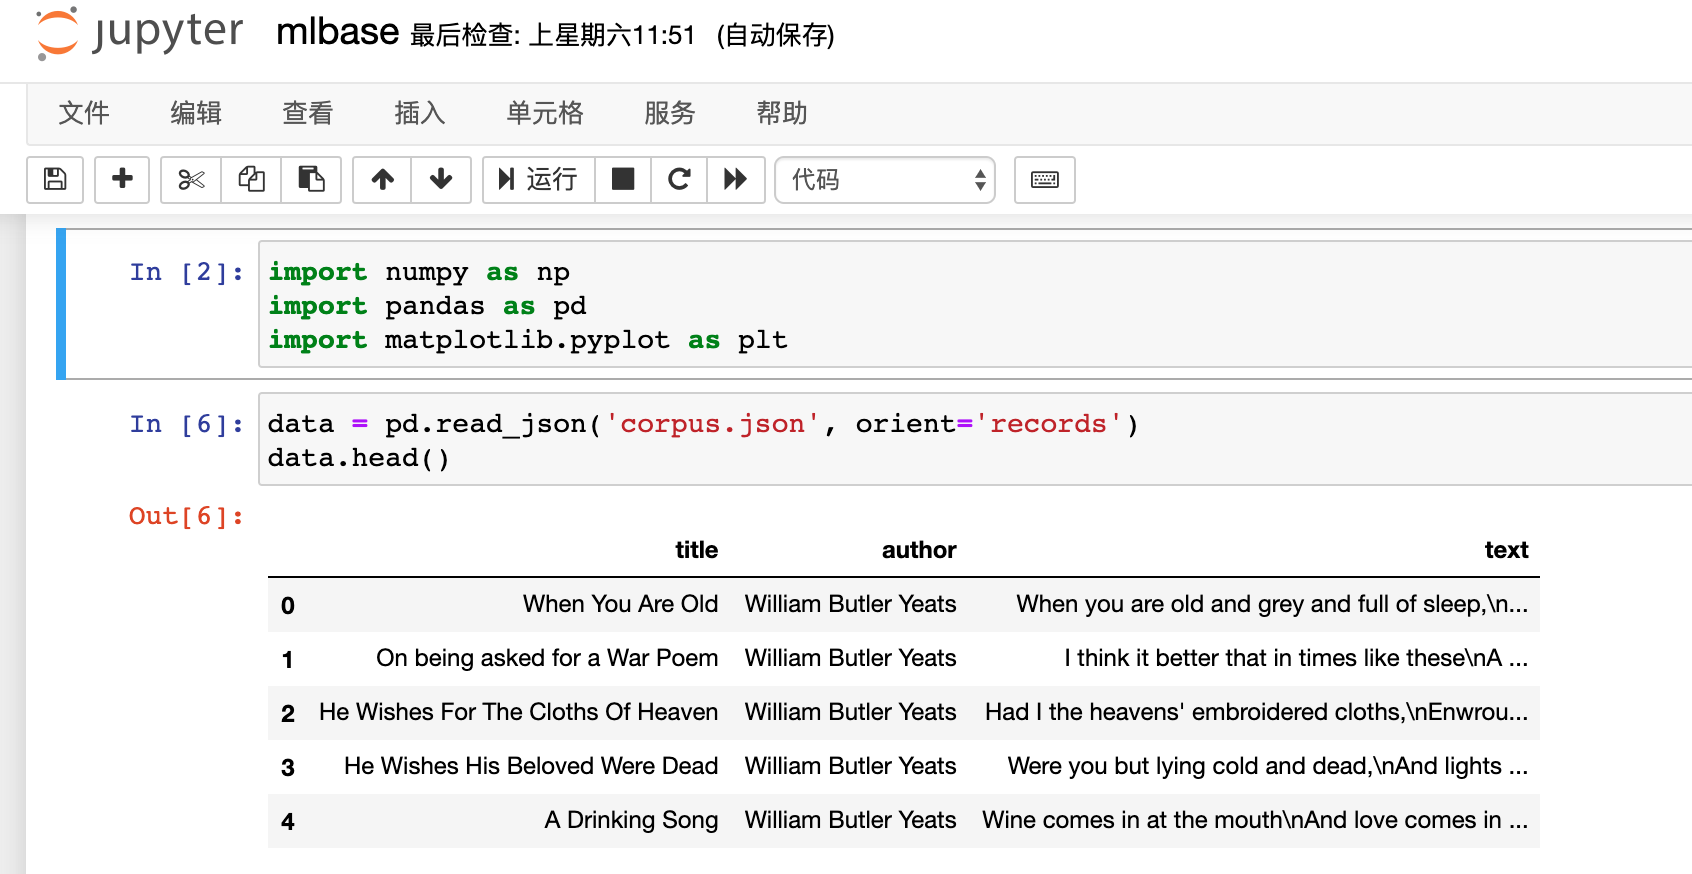 jupyter mlbase 最后检查: 上星期六11:51 (自动保存)
文件 编辑 查看 插入 单元格 服务 帮助
运行 代码
In [2]: import numpy as np
import pandas as pd
import matplotlib.pyplot as plt
In [6]: data = pd.read_json('corpus.json', orient='records')
data.head()
Out[6]:
title author text
0 When You Are Old William Butler Yeats When you are old and grey and full of sleep,\n...
1 On being asked for a War Poem William Butler Yeats I think it better that in times like these\nA ...
2 He Wishes For The Cloths Of Heaven William Butler Yeats Had I the heavens' embroidered cloths,\nEnwrou...
3 He Wishes His Beloved Were Dead William Butler Yeats Were you but lying cold and dead,\nAnd lights ...
4 A Drinking Song William Butler Yeats Wine comes in at the mouth\nAnd love comes in ...